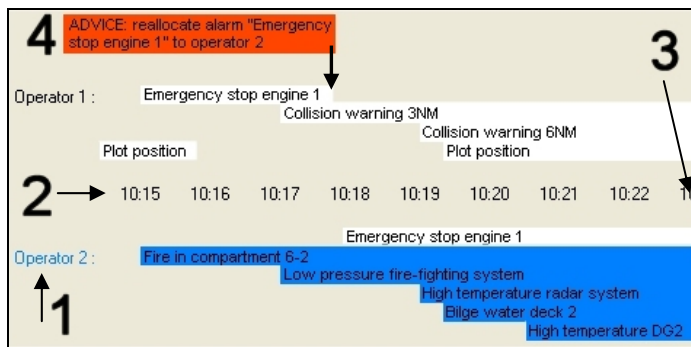 4
ADVICE: reallocate alarm "Emergency
stop engine 1" to operator 2
3
Operator 1 :
Emergency stop engine 1
Collision warning 3NM
Collision warning 6NM
Plot position
Plot position
2
10:15 10:16 10:17 10:18 10:19 10:20 10:21 10:22
Emergency stop engine 1
Operator 2 :
Fire in compartment 6-2
Low pressure fire-fighting system
High temperature radar system
Bilge water deck 2
High temperature DG2
1